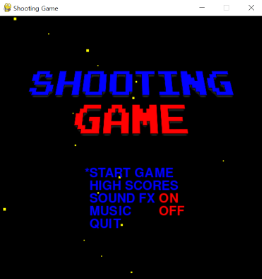 Shooting Game
SHOOTING
GAME
*START GAME
HIGH SCORES
SOUND FX ON
MUSIC OFF
QUIT